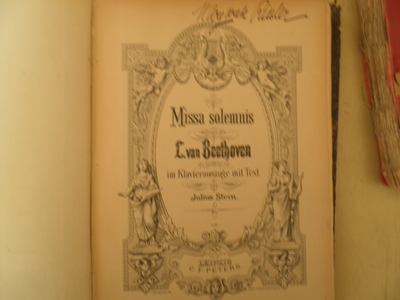 Missa solemnis
L. van Beethoven
im Klavierauszuge mit Text
Julius Stern.
LEIPZIG
C. F. PETERS